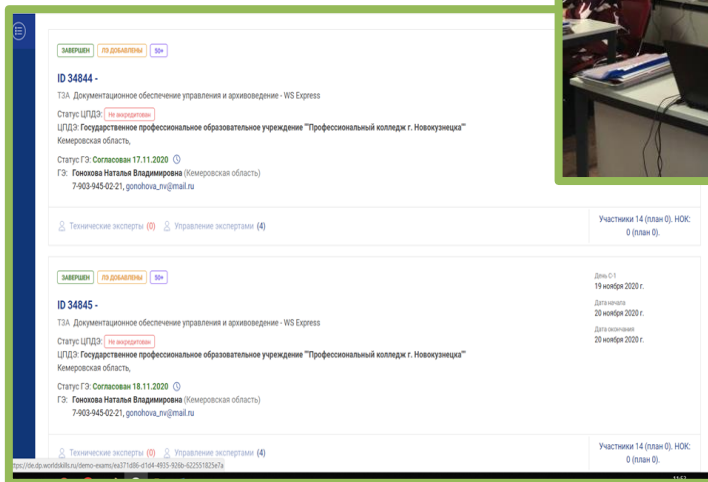 ЗАВЕРШЕН ЛЭ ДОБАВЛЕНЫ 50+
ID 34844 -
ТЗА Документационное обеспечение управления и архивоведение - WS Express
Статус ЦПДЭ: Не аккредитован
ЦПДЭ: Государственное профессиональное образовательное учреждение ""Профессиональный колледж г. Новокузнецка""
Кемеровская область,
Статус ГЭ: Согласован 17.11.2020
ГЭ: Гонохова Наталья Владимировна (Кемеровская область)
7-903-945-02-21, gonohova_nv@mail.ru
Технические эксперты (0) Управление экспертами (4)
Участники 14 (план 0). НОК:
0 (план 0).
ЗАВЕРШЕН ЛЭ ДОБАВЛЕНЫ 50+
День С-1
19 ноября 2020 г.
Дата начала
20 ноября 2020 г.
Дата окончания
20 ноября 2020 г.
ID 34845 -
ТЗА Документационное обеспечение управления и архивоведение - WS Express
Статус ЦПДЭ: Не аккредитован
ЦПДЭ: Государственное профессиональное образовательное учреждение ""Профессиональный колледж г. Новокузнецка""
Кемеровская область,
Статус ГЭ: Согласован 18.11.2020
ГЭ: Гонохова Наталья Владимировна (Кемеровская область)
7-903-945-02-21, gonohova_nv@mail.ru
Технические эксперты (0) Управление экспертами (4)
Участники 14 (план 0). НОК:
0 (план 0).
ttps://de.dp.worldskills.ru/demo-exams/ea371d86-d1d4-4935-926b-622551825e7a